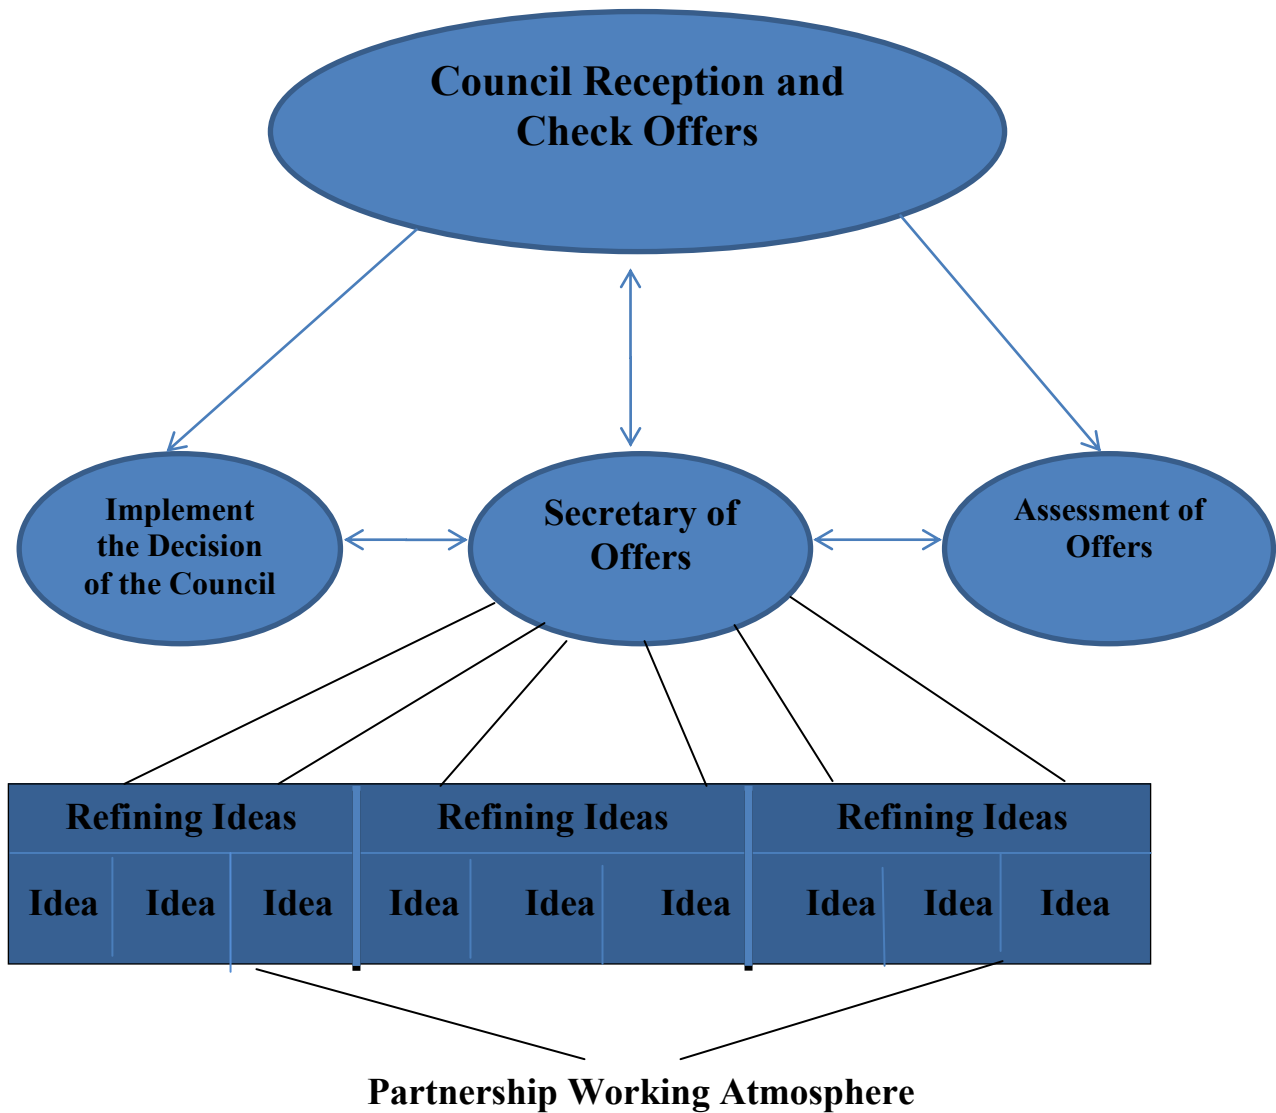 Council Reception and
Check Offers
Implement
the Decision
of the Council
Secretary of
Offers
Assessment of
Offers
Refining Ideas
Refining Ideas
Refining Ideas
Idea
Idea
Idea
Idea
Idea
Idea
Idea
Idea
Idea
Partnership Working Atmosphere